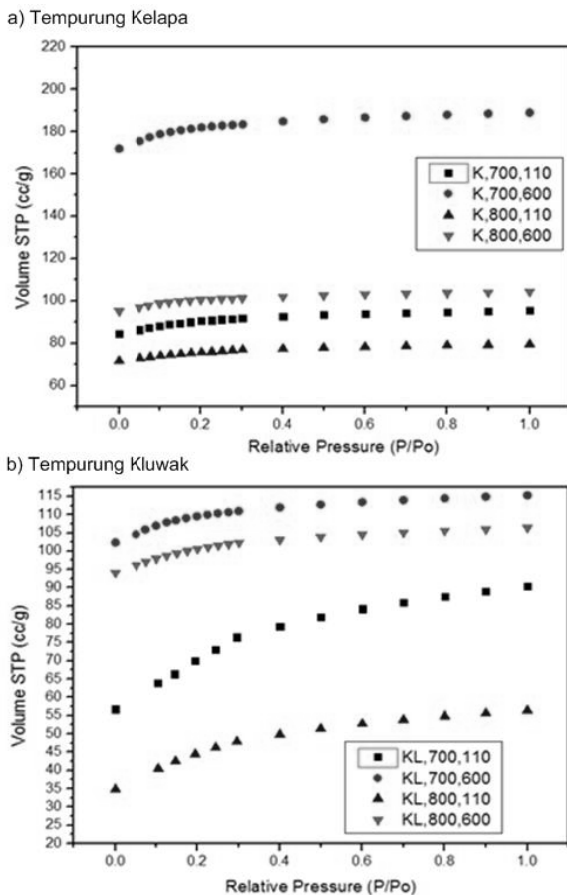 a) Tempurung Kelapa
220
200
180
160
140
120
100
80
60
Volume STP (cc/g)
K,700,110
K,700,600
K,800,110
K,800,600
0.0 0.2 0.4 0.6 0.8 1.0
Relative Pressure (P/Po)
b) Tempurung Kluwak
115
110
105
100
95
90
85
80
75
70
65
60
55
50
45
40
35
30
25
20
Volume STP (cc/g)
KL,700,110
KL,700,600
KL,800,110
KL,800,600
0.0 0.2 0.4 0.6 0.8 1.0
Relative Pressure (P/Po)